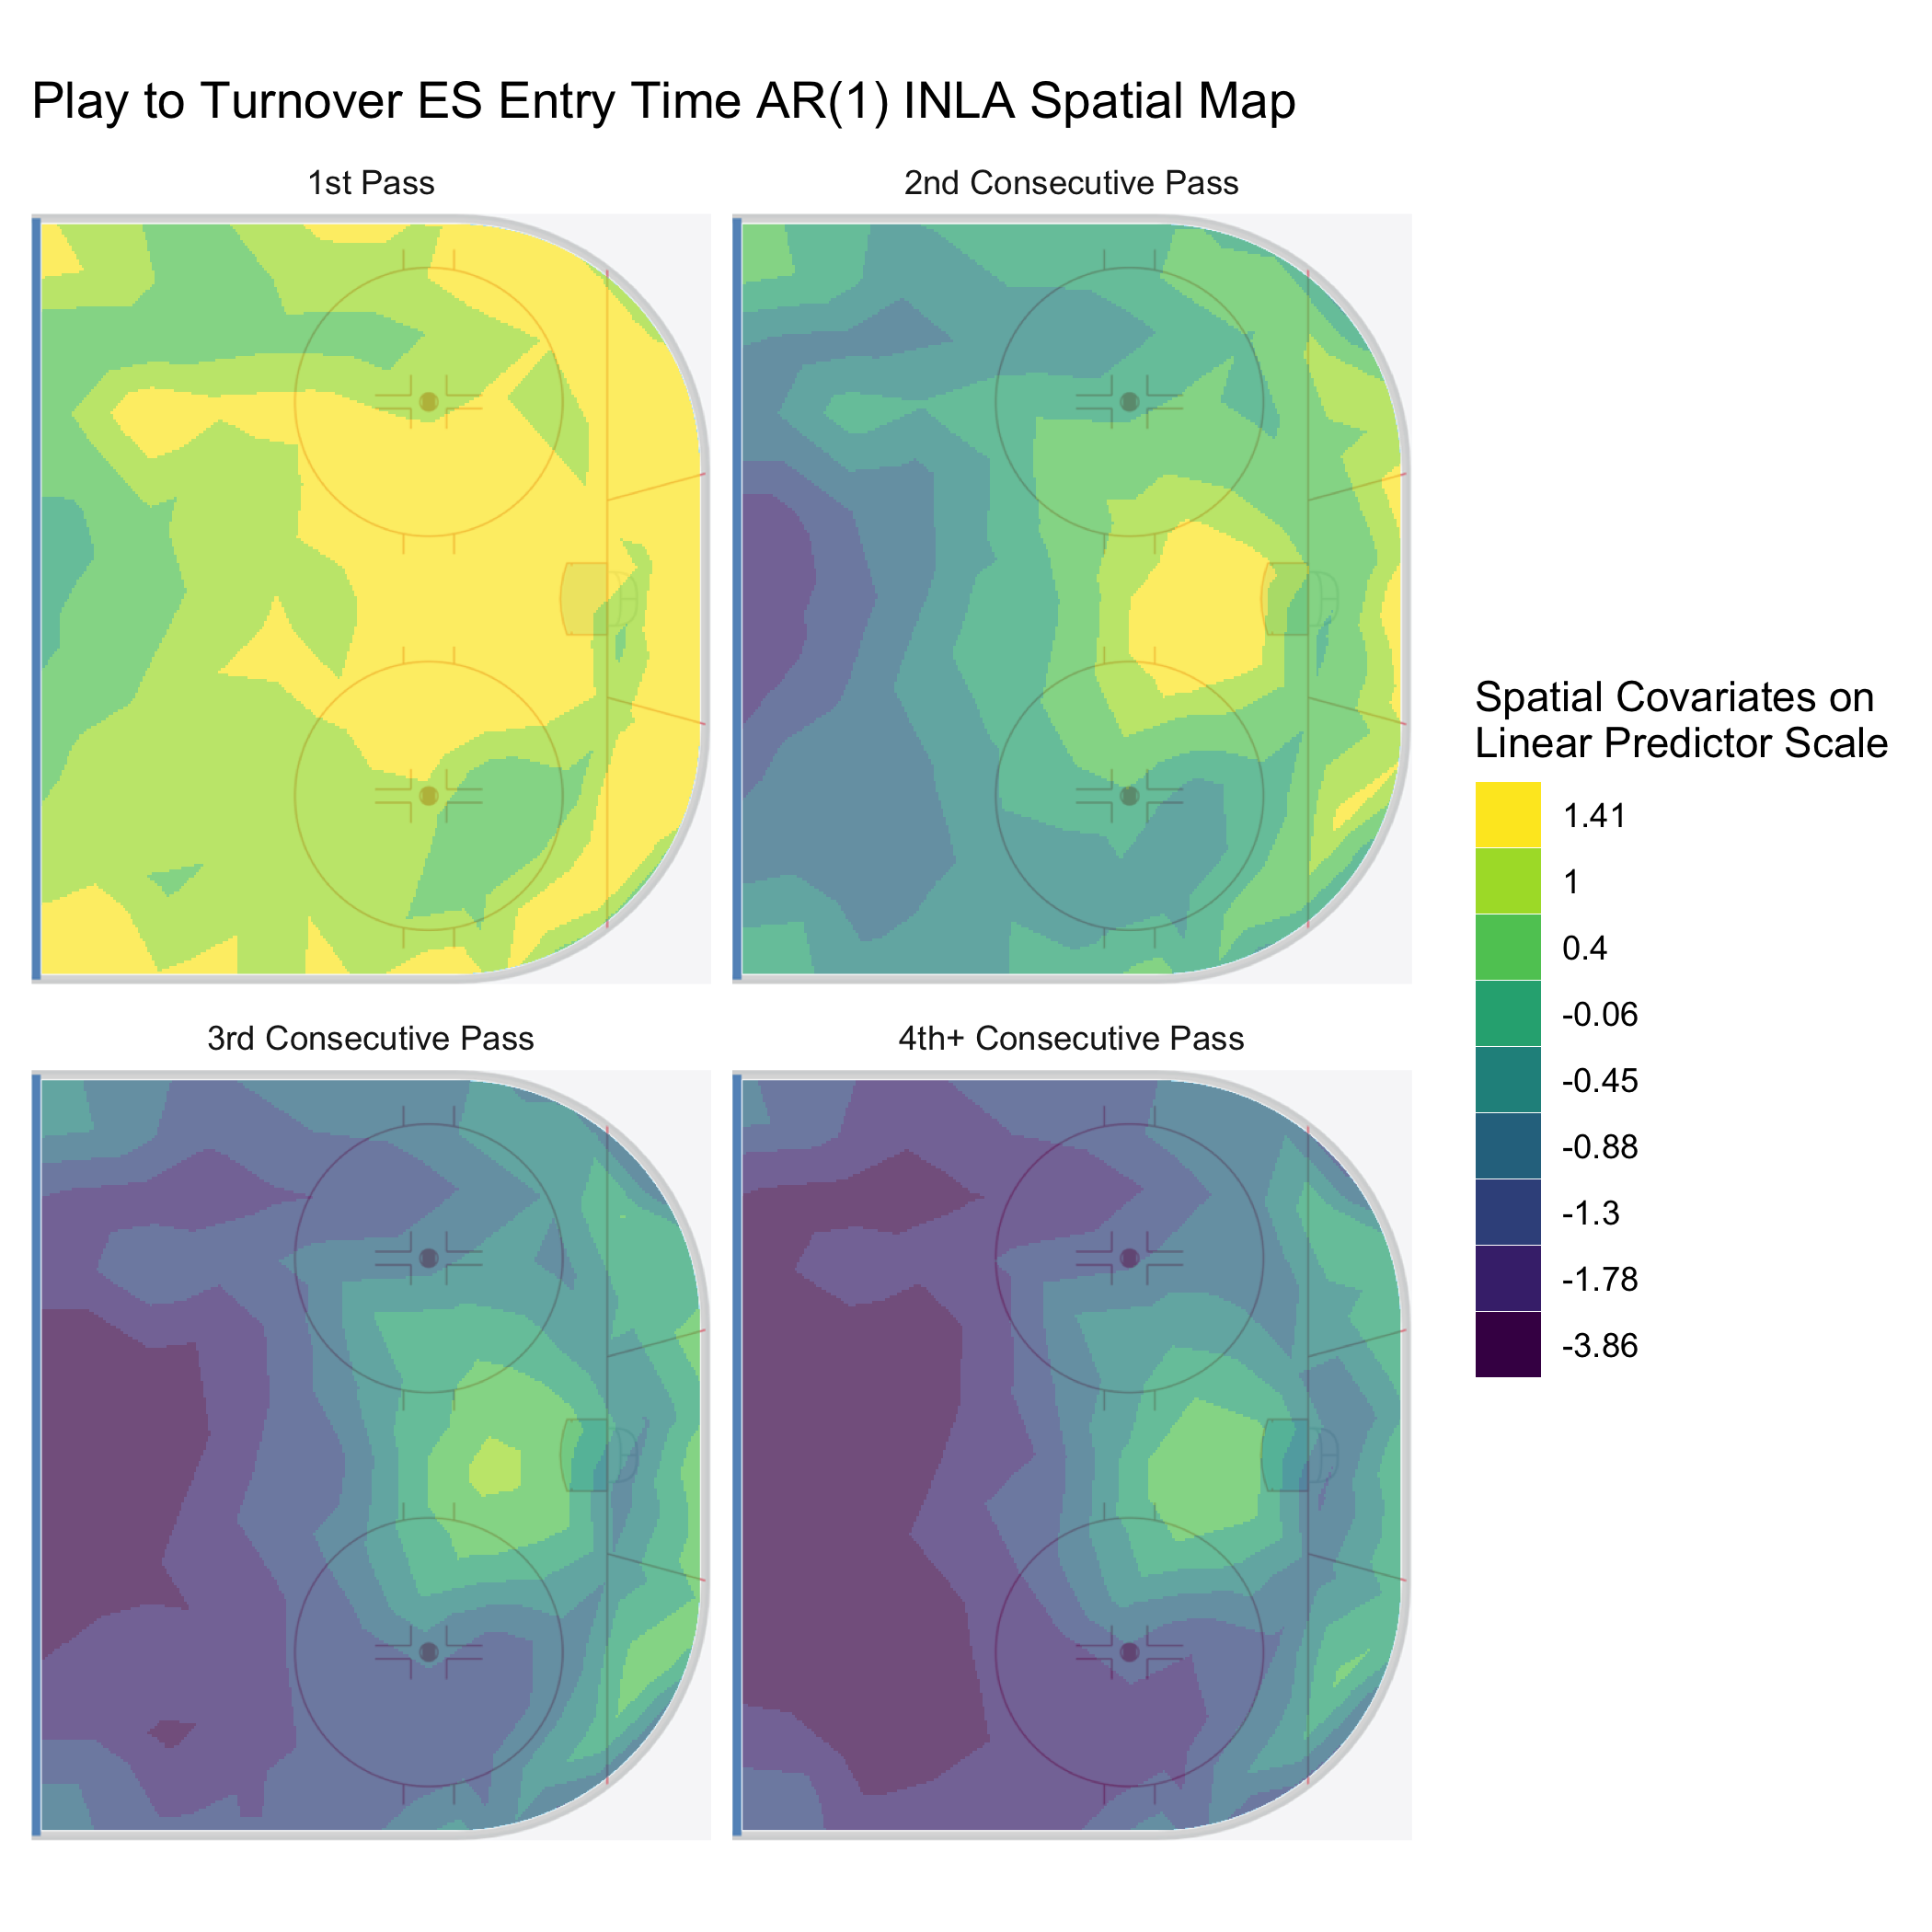 Play to Turnover ES Entry Time AR(1) INLA Spatial Map
1st Pass
2nd Consecutive Pass
3rd Consecutive Pass
4th+ Consecutive Pass
Spatial Covariates on
Linear Predictor Scale
1.41
1
0.4
-0.06
-0.45
-0.88
-1.3
-1.78
-3.86